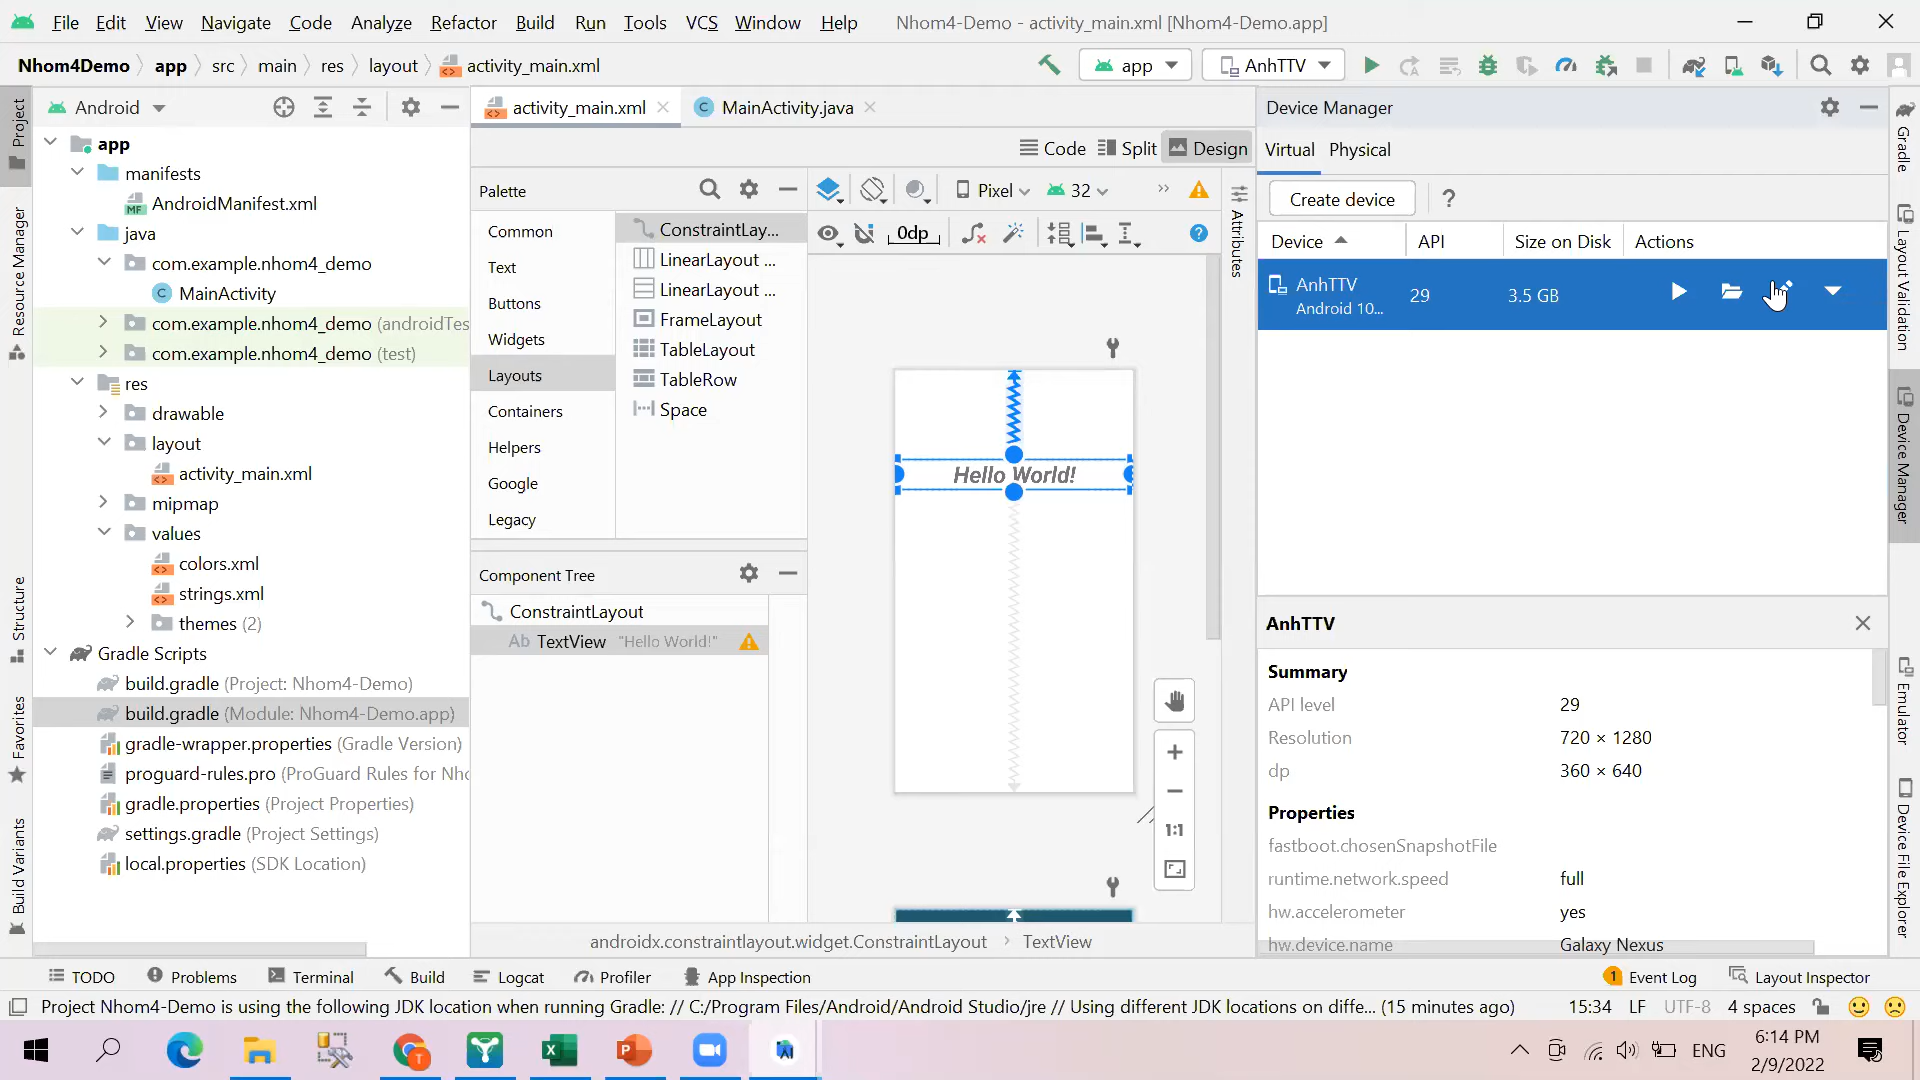 File Edit View Navigate Code Analyze Refactor Build Run Tools VCS Window Help Nhom4-Demo - activity_main.xml [Nhom4-Demo.app]
Nhom4Demo app src main res layout activity_main.xml app AnhTTV
Project
Resource Manager
Structure
Favorites
Build Variants
Android
app
manifests
AndroidManifest.xml
java
com.example.nhom4_demo
MainActivity
com.example.nhom4_demo (androidTes
com.example.nhom4_demo (test)
res
drawable
layout
activity_main.xml
mipmap
values
colors.xml
strings.xml
themes (2)
Gradle Scripts
build.gradle (Project: Nhom4-Demo)
build.gradle (Module: Nhom4-Demo.app)
gradle-wrapper.properties (Gradle Version)
proguard-rules.pro (ProGuard Rules for Nho
gradle.properties (Project Properties)
settings.gradle (Project Settings)
local.properties (SDK Location)
activity_main.xml MainActivity.java
Code Split Design
Palette
Common
Text
Buttons
Widgets
Layouts
Containers
Helpers
Google
Legacy
ConstraintLay...
LinearLayout ...
LinearLayout ...
FrameLayout
TableLayout
TableRow
Space
Pixel 32
0dp
Component Tree
ConstraintLayout
Ab TextView "Hello World!"
Hello World!
1:1
Attributes
androidx.constraintlayout.widget.ConstraintLayout TextView
Device Manager
Virtual Physical
Create device ?
Device API Size on Disk Actions
AnhTTV
Android 10...
29 3.5 GB
AnhTTV
Summary
API level 29
Resolution 720 × 1280
dp 360 × 640
Properties
fastboot.chosenSnapshotFile
runtime.network.speed full
hw.accelerometer yes
hw.device.name Galaxy Nexus
Gradle
Layout Validation
Device Manager
Emulator
Device File Explorer
TODO Problems Terminal Build Logcat Profiler App Inspection 1 Event Log Layout Inspector
Project Nhom4-Demo is using the following JDK location when running Gradle: // C:/Program Files/Android/Android Studio/jre // Using different JDK locations on diffe... (15 minutes ago) 15:34 LF UTF-8 4 spaces
ENG
6:14 PM
2/9/2022